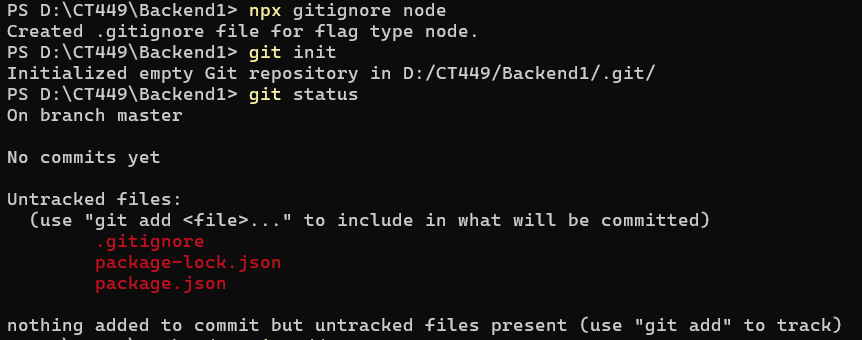 PS D:\CT449\Backend1> npx gitignore node
Created .gitignore file for flag type node.
PS D:\CT449\Backend1> git init
Initialized empty Git repository in D:/CT449/Backend1/.git/
PS D:\CT449\Backend1> git status
On branch master
No commits yet
Untracked files:
(use "git add <file>..." to include in what will be committed)
.gitignore
package-lock.json
package.json
nothing added to commit but untracked files present (use "git add" to track)